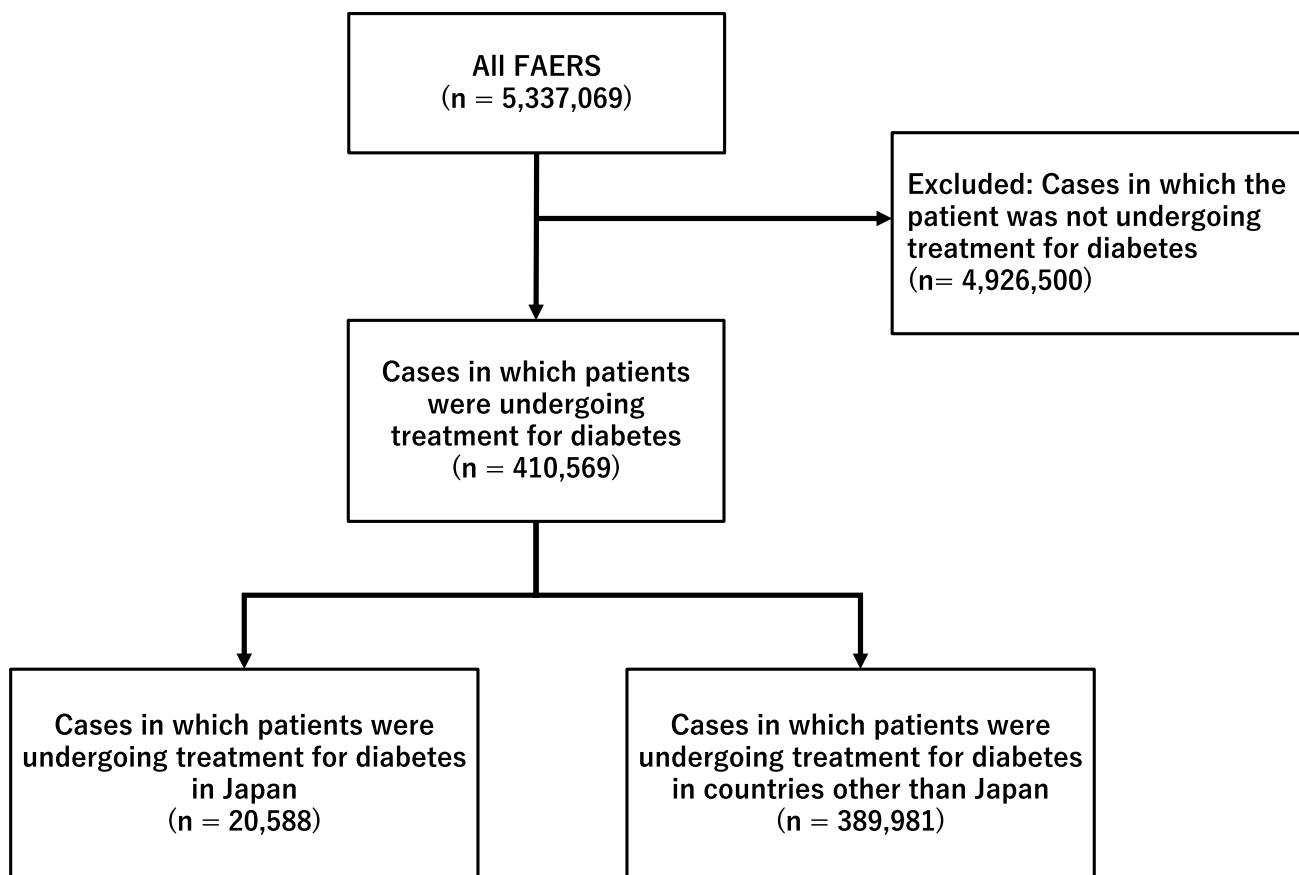 All FAERS
(n = 5,337,069)
Excluded: Cases in which the
patient was not undergoing
treatment for diabetes
(n= 4,926,500)
Cases in which patients
were undergoing
treatment for diabetes
(n = 410,569)
Cases in which patients were
undergoing treatment for diabetes
in Japan
(n = 20,588)
Cases in which patients were
undergoing treatment for diabetes
in countries other than Japan
(n = 389,981)